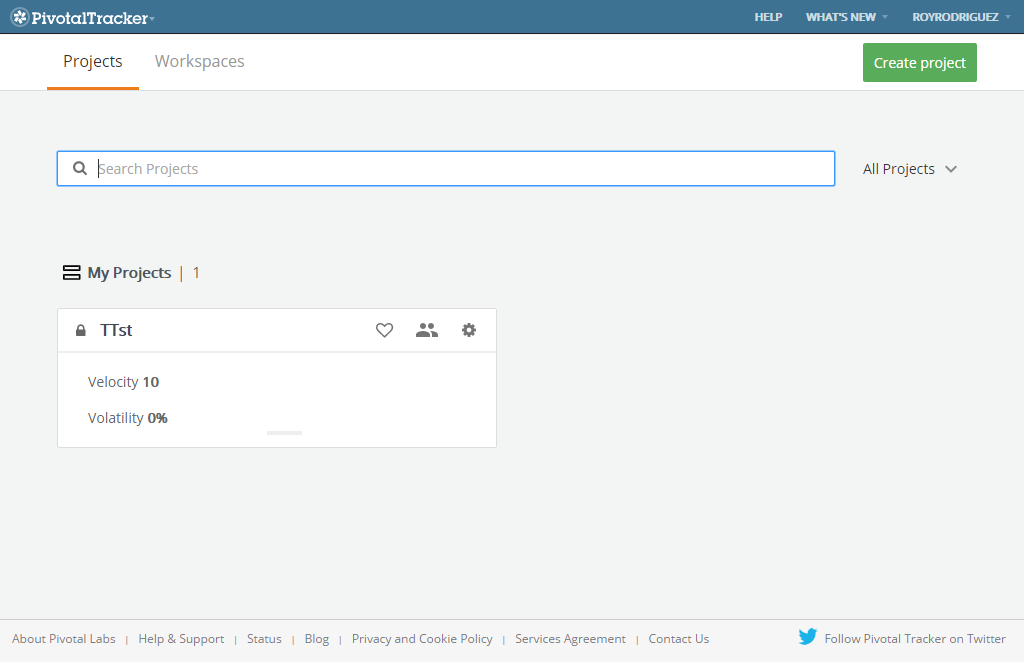 PivotalTracker
HELP
WHAT'S NEW
ROYRODRIGUEZ
Projects
Workspaces
Create project
Search Projects
All Projects
My Projects | 1
TTst
Velocity 10
Volatility 0%
About Pivotal Labs | Help & Support | Status | Blog | Privacy and Cookie Policy | Services Agreement | Contact Us
Follow Pivotal Tracker on Twitter